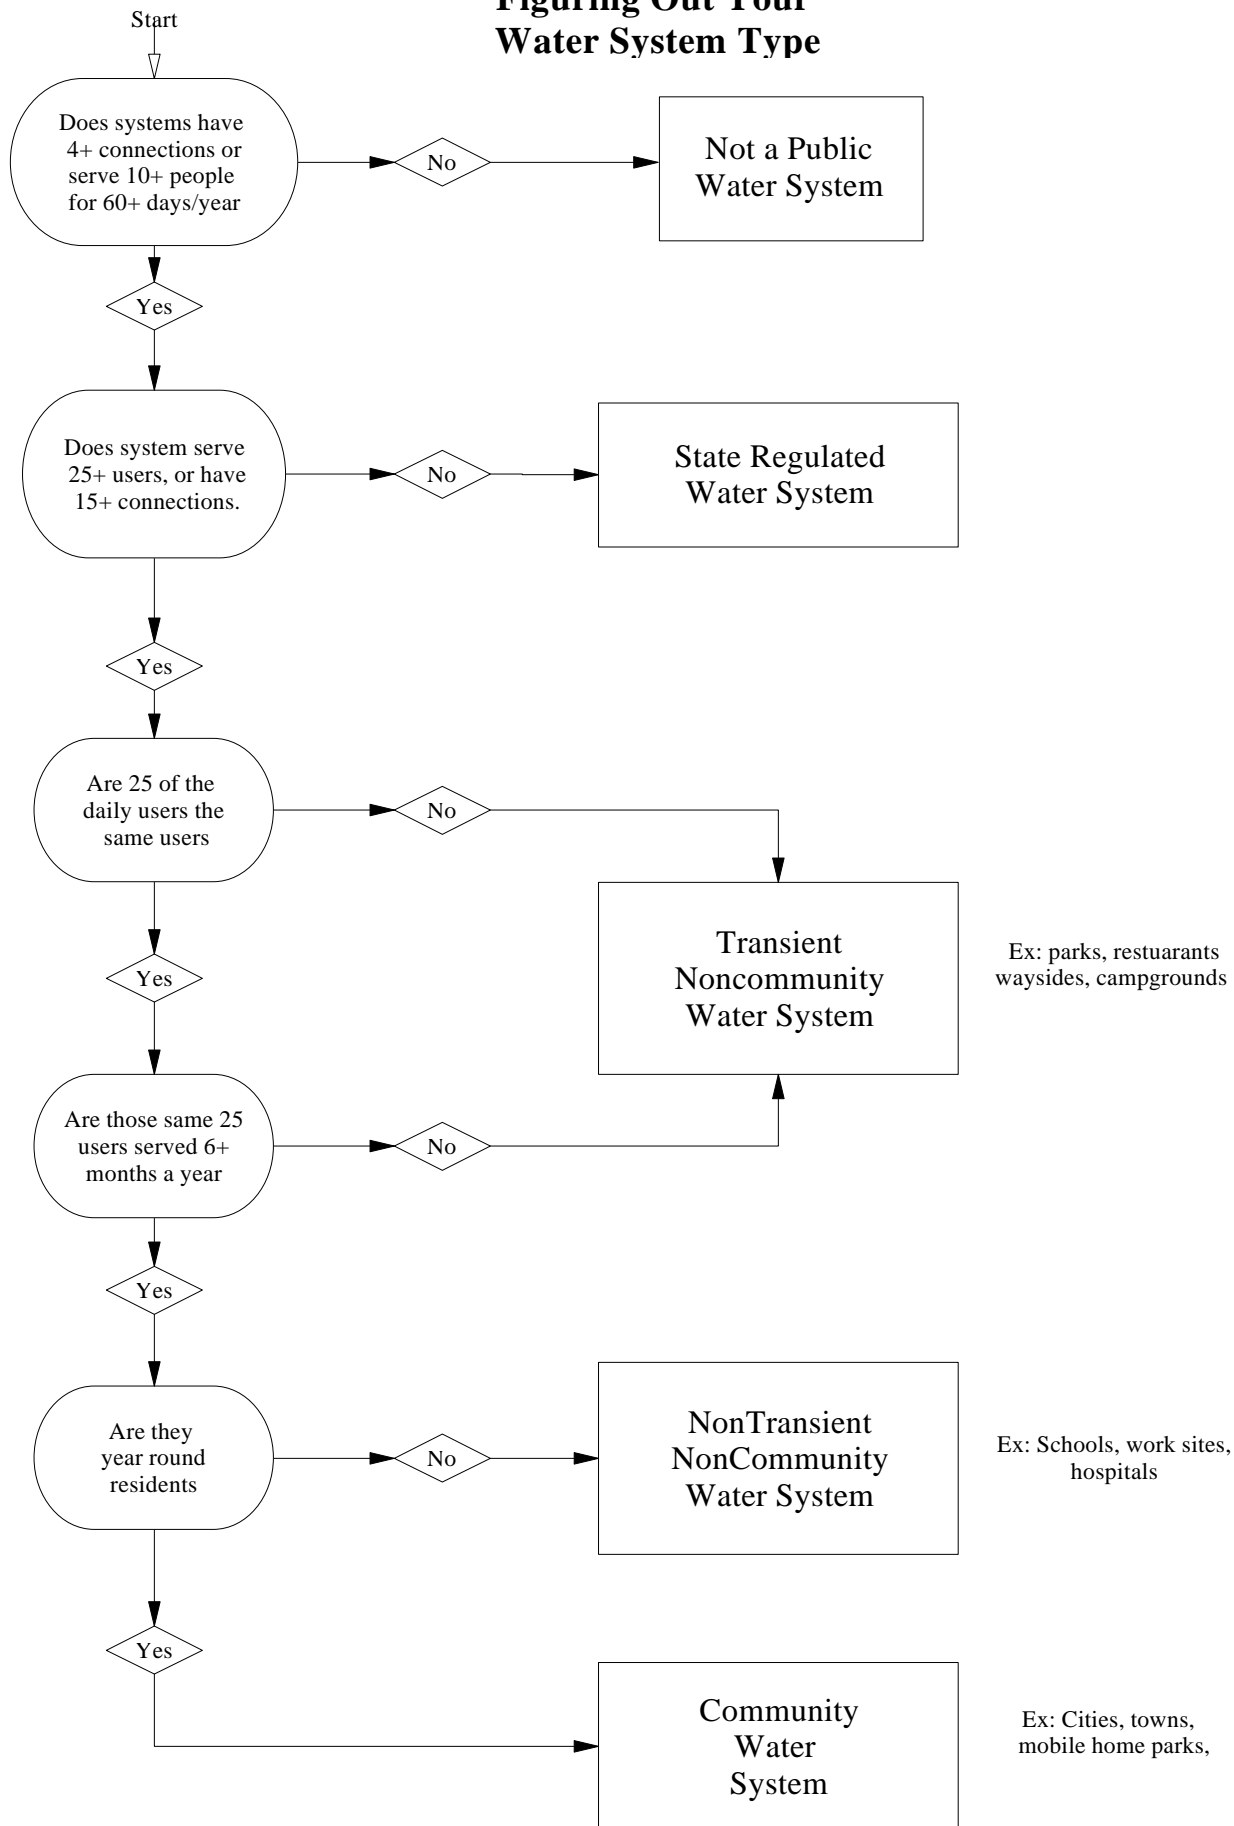 Figuring Out Your
Water System Type
Start
Does systems have
4+ connections or
serve 10+ people
for 60+ days/year
No
Not a Public
Water System
Yes
Does system serve
25+ users, or have
15+ connections.
No
State Regulated
Water System
Yes
Are 25 of the
daily users the
same users
No
Transient
Noncommunity
Water System
Ex: parks, restuarants
waysides, campgrounds
Yes
Are those same 25
users served 6+
months a year
No
Yes
Are they
year round
residents
No
NonTransient
NonCommunity
Water System
Ex: Schools, work sites,
hospitals
Yes
Community
Water
System
Ex: Cities, towns,
mobile home parks,